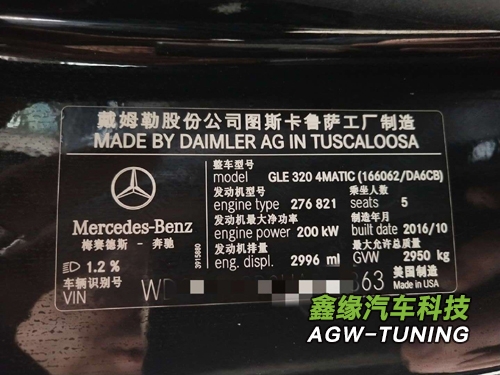 戴姆勒股份公司图斯卡鲁萨工厂制造
MADE BY DAIMLER AG IN TUSCALOOSA
整车型号
model GLE 320 4MATIC (166062/DA6CB)
发动机型号 乘坐人数
engine type 276 821 seats 5
发动机最大净功率 制造年月
engine power 200 kW built date 2016/10
发动机排量 最大允许总质量
eng. displ. 2996 ml GVW 2950 kg
Mercedes-Benz
梅赛德斯-奔驰
1.2 %
车辆识别号
VIN WD 363
美国制造
Made in USA
鑫缘汽车科技
AGW-TUNING